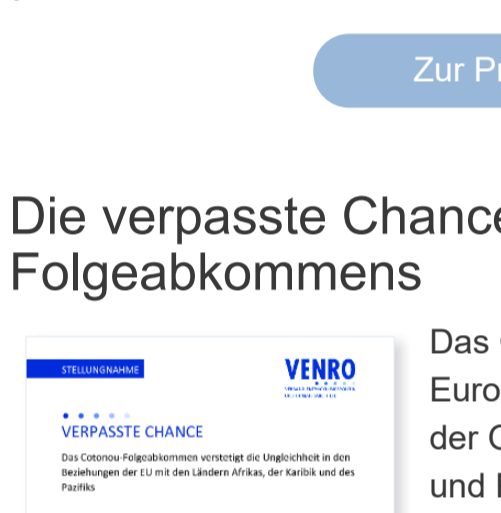 Zur Pr
Die verpasste Chance
Folgeabkommens
Das
Euro
der
und
STELLUNGNAHME
VENRO
VERPASSTE CHANCE
Das Cotonou-Folgeabkommen verstetigt die Ungleichheit in den
Beziehungen der EU mit den Ländern Afrikas, der Karibik und des
Pazifiks